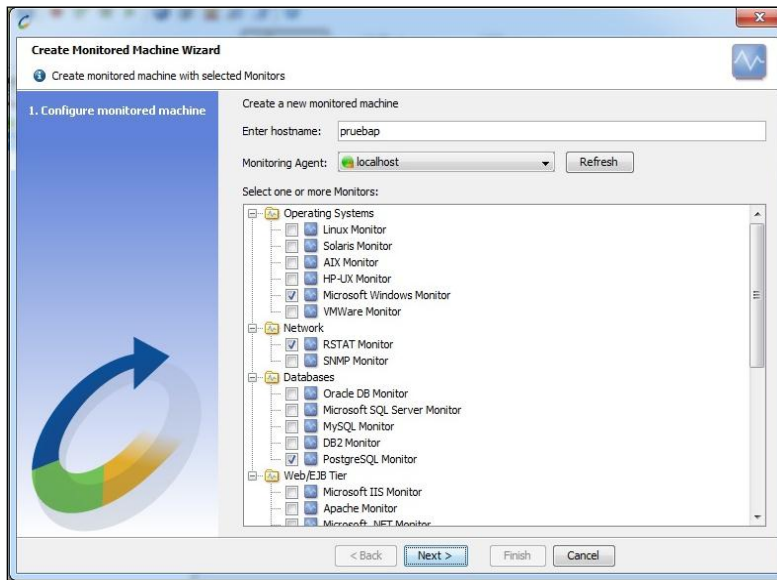 Create Monitored Machine Wizard
Create monitored machine with selected Monitors
1. Configure monitored machine
Create a new monitored machine
Enter hostname: pruebap
Monitoring Agent: localhost Refresh
Select one or more Monitors:
Operating Systems
Linux Monitor
Solaris Monitor
AIX Monitor
HP-UX Monitor
Microsoft Windows Monitor
VMWare Monitor
Network
RSTAT Monitor
SNMP Monitor
Databases
Oracle DB Monitor
Microsoft SQL Server Monitor
MySQL Monitor
DB2 Monitor
PostgreSQL Monitor
Web/EJB Tier
Microsoft IIS Monitor
Apache Monitor
Microsoft .NET Monitor
< Back Next > Finish Cancel